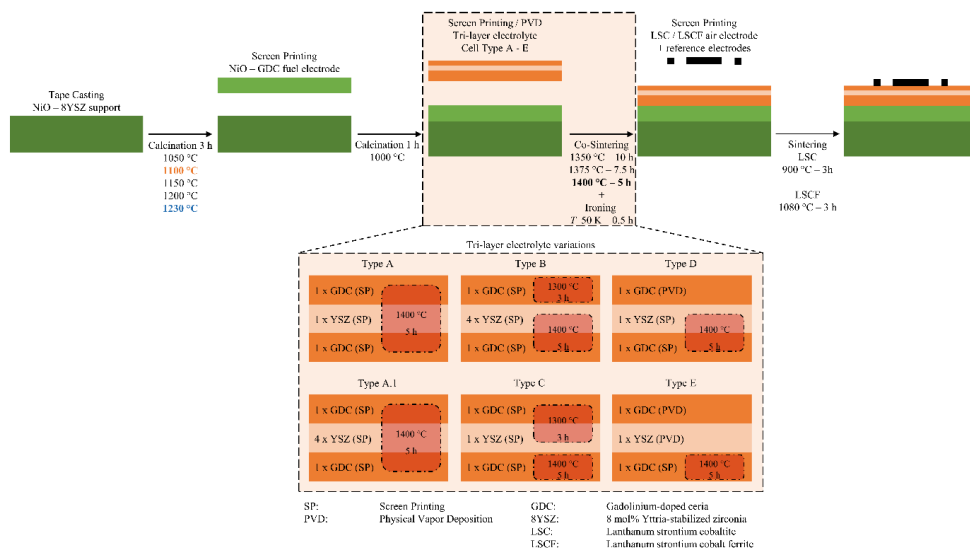 Tape Casting
NiO – 8YSZ support
Calcination 3 h
1050 °C
1100 °C
1150 °C
1200 °C
1230 °C
Screen Printing
NiO – GDC fuel electrode
Calcination 1 h
1000 °C
Screen Printing / PVD
Tri-layer electrolyte
Cell Type A - E
Co-Sintering
1350 °C 10 h
1375 °C – 7.5 h
1400 °C – 5 h
+
Ironing
T 50 K 0.5 h
Screen Printing
LSC / LSCF air electrode
reference electrodes
Sintering
LSC
900 °C – 3h
LSCF
1080 °C – 3 h
Tri-layer electrolyte variations
Type A
1 x GDC (SP)
1 x YSZ (SP)
1 x GDC (SP)
1400 °C
5 h
Type B
1 x GDC (SP)
4 x YSZ (SP)
1 x GDC (SP)
1300 °C
3 h
1400 °C
5 h
Type D
1 x GDC (PVD)
1 x YSZ (SP)
1 x GDC (SP)
1400 °C
5 h
Type A.1
1 x GDC (SP)
4 x YSZ (SP)
1 x GDC (SP)
1400 °C
5 h
Type C
1 x GDC (SP)
1 x YSZ (SP)
1 x GDC (SP)
1300 °C
3 h
1400 °C
5 h
Type E
1 x GDC (PVD)
1 x YSZ (PVD)
1 x GDC (SP)
1400 °C
5 h
SP: Screen Printing
PVD: Physical Vapor Deposition
GDC: Gadolinium-doped ceria
8YSZ: 8 mol% Yttria-stabilized zirconia
LSC: Lanthanum strontium cobaltite
LSCF: Lanthanum strontium cobalt ferrite